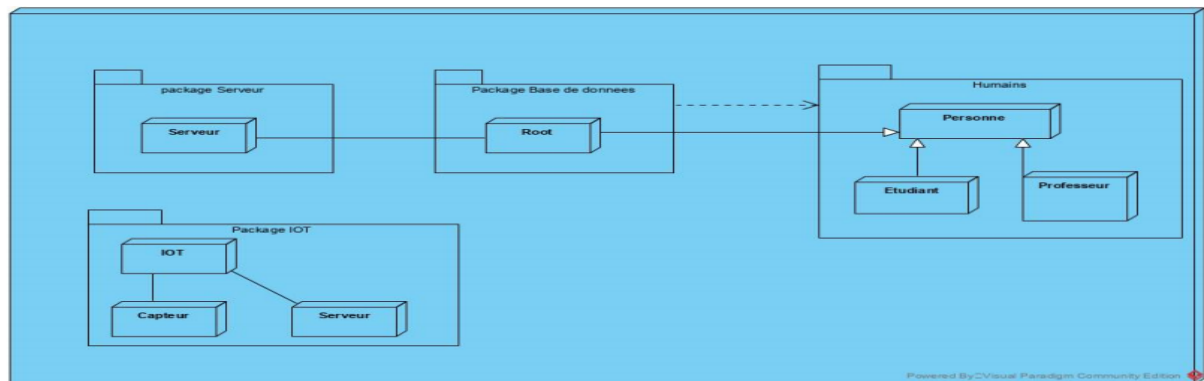 package Serveur
Serveur
Package Base de donnees
Root
Humains
Personne
Etudiant
Professeur
Package IOT
IOT
Capteur
Serveur
Powered By Visual Paradigm Community Edition